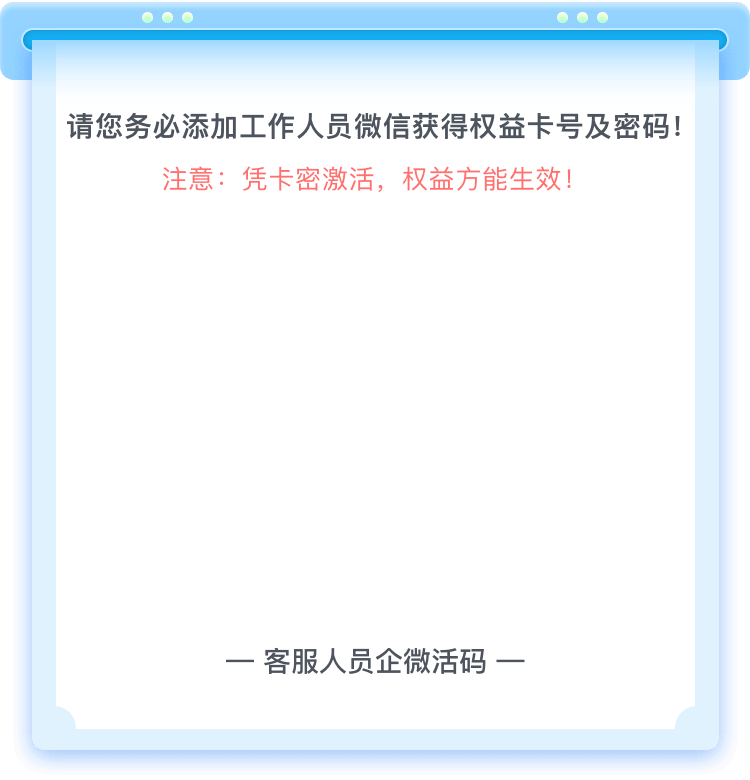 请您务必添加工作人员微信获得权益卡号及密码!
注意：凭卡密激活，权益方能生效!
— 客服人员企微活码 —